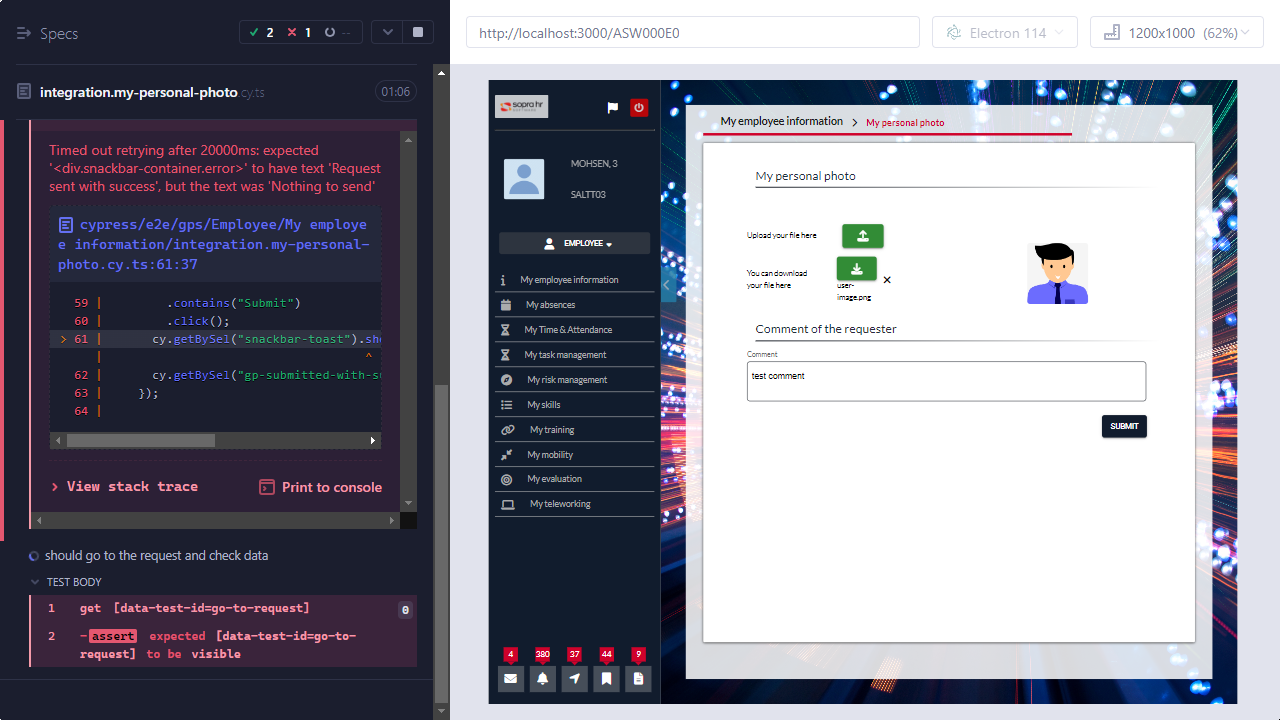 Specs
2
1
--
http://localhost:3000/ASW000E0
Electron 114
1200x1000 (62%)
integration.my-personal-photo.cy.ts
01:06
Timed out retrying after 20000ms: expected
'<div.snackbar-container.error>' to have text 'Request
sent with success', but the text was 'Nothing to send'
cypress/e2e/gps/Employee/My employe
e information/integration.my-personal-
photo.cy.ts:61:37
59 | .contains("Submit")
60 | .click();
> 61 | cy.getBySel("snackbar-toast").sho
| ^
62 | cy.getBySel("gp-submitted-with-su
63 | });
64 |
> View stack trace
Print to console
should go to the request and check data
TEST BODY
1 get [data-test-id=go-to-request] 0
2 -assert expected [data-test-id=go-to-
request] to be visible
sopra hr
MOHSEN, 3
SALTT03
EMPLOYEE
My employee information
My absences
My Time & Attendance
My task management
My risk management
My skills
My training
My mobility
My evaluation
My teleworking
4
380
37
44
9
My employee information > My personal photo
My personal photo
Upload your file here
You can download
your file here
user-
image.png
Comment of the requester
Comment
test comment
SUBMIT